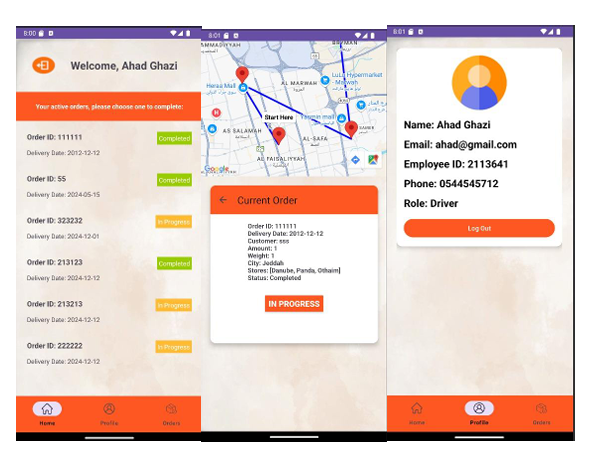 8:00
Welcome, Ahad Ghazi
Your active orders, please choose one to complete:
Order ID: 111111
Completed
Delivery Date: 2012-12-12
Order ID: 55
Completed
Delivery Date: 2024-05-15
Order ID: 323232
In Progress
Delivery Date: 2024-12-01
Order ID: 213123
Completed
Delivery Date: 2024-12-12
Order ID: 213213
In Progress
Delivery Date: 2024-12-12
Order ID: 222222
In Progress
Delivery Date: 2024-12-12
Home
Profile
Orders
6:01
AL MARWAH
المروة
LuLu Hypermarket
- Marwah
Heraa Mall
Start Here
Yasmin mall
AS SALAMAH
AL-SAFA
AL FAISALIYYAH
Google
Current Order
Order ID: 111111
Delivery Date: 2012-12-12
Customer: sss
Amount: 1
Weight: 1
City: Jeddah
Stores: [Danube, Panda, Othaim]
Status: Completed
IN PROGRESS
8:01
Name: Ahad Ghazi
Email: ahad@gmail.com
Employee ID: 2113641
Phone: 0544545712
Role: Driver
Log Out
Home
Profile
Orders